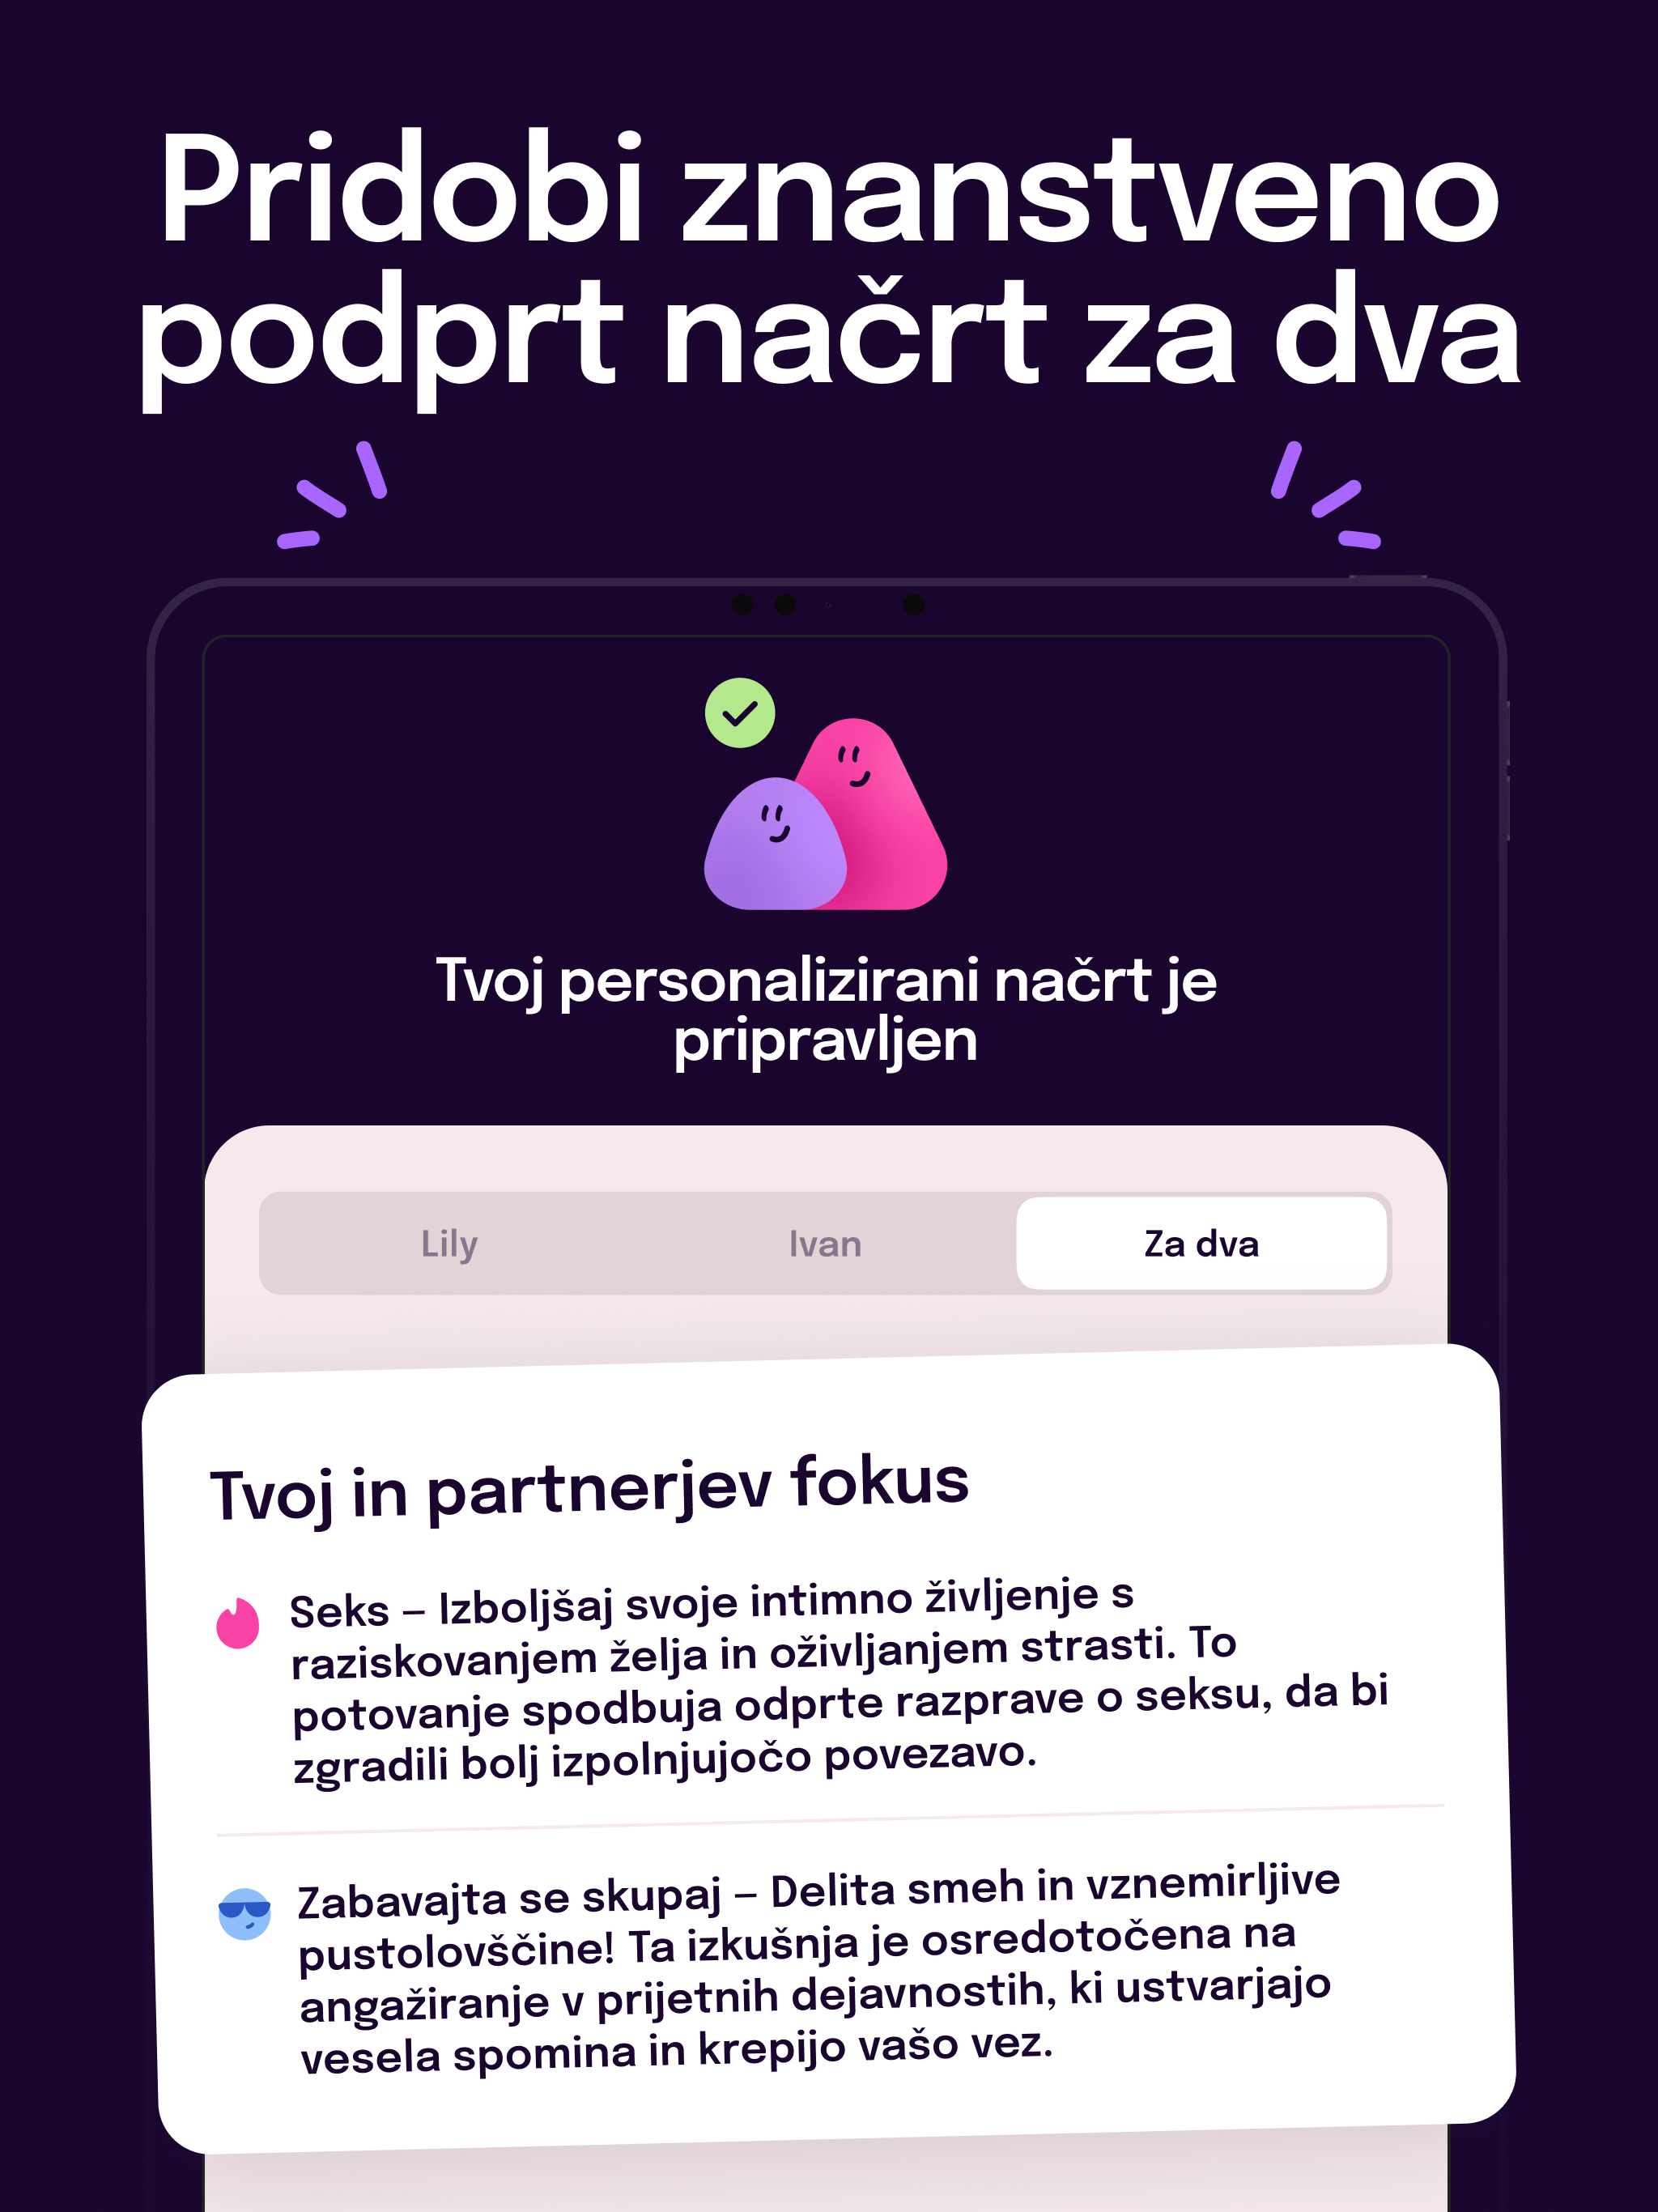 Pridobi znanstveno
podprt načrt za dva
Tvoj personalizirani načrt je
pripravljen
Lily
Ivan
Za dva
Tvoj in partnerjev fokus
Seks – Izboljšaj svoje intimno življenje s
raziskovanjem želja in oživljanjem strasti. To
potovanje spodbuja odprte razprave o seksu, da bi
zgradili bolj izpolnjujočo povezavo.
Zabavajta se skupaj – Delita smeh in vznemirljive
pustolovščine! Ta izkušnja je osredotočena na
angažiranje v prijetnih dejavnostih, ki ustvarjajo
vesela spomina in krepijo vašo vez.